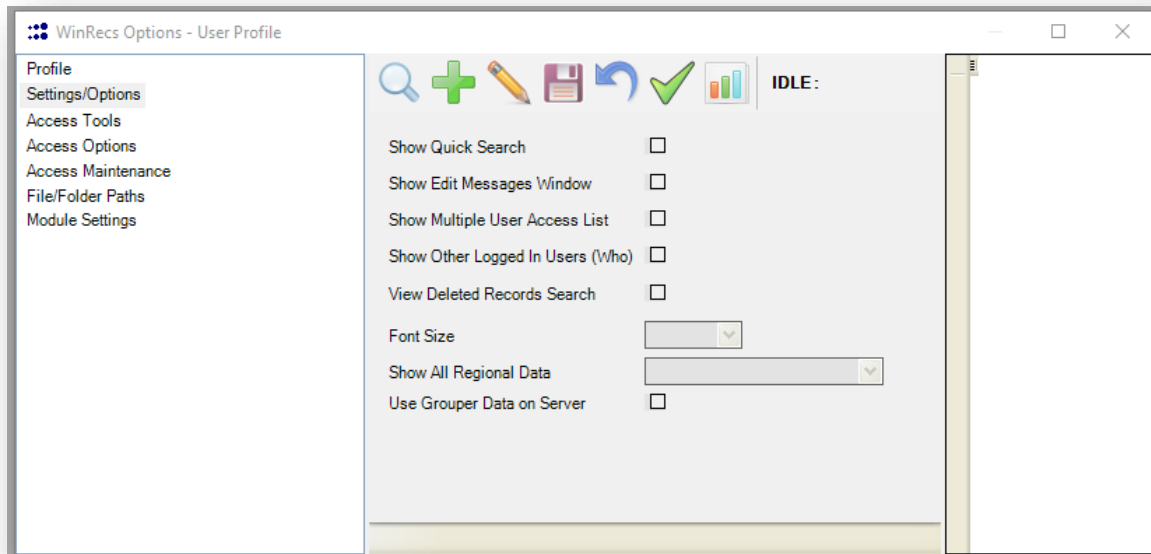 WinRecs Options - User Profile
Profile
Settings/Options
Access Tools
Access Options
Access Maintenance
File/Folder Paths
Module Settings
IDLE:
Show Quick Search
Show Edit Messages Window
Show Multiple User Access List
Show Other Logged In Users (Who)
View Deleted Records Search
Font Size
Show All Regional Data
Use Grouper Data on Server